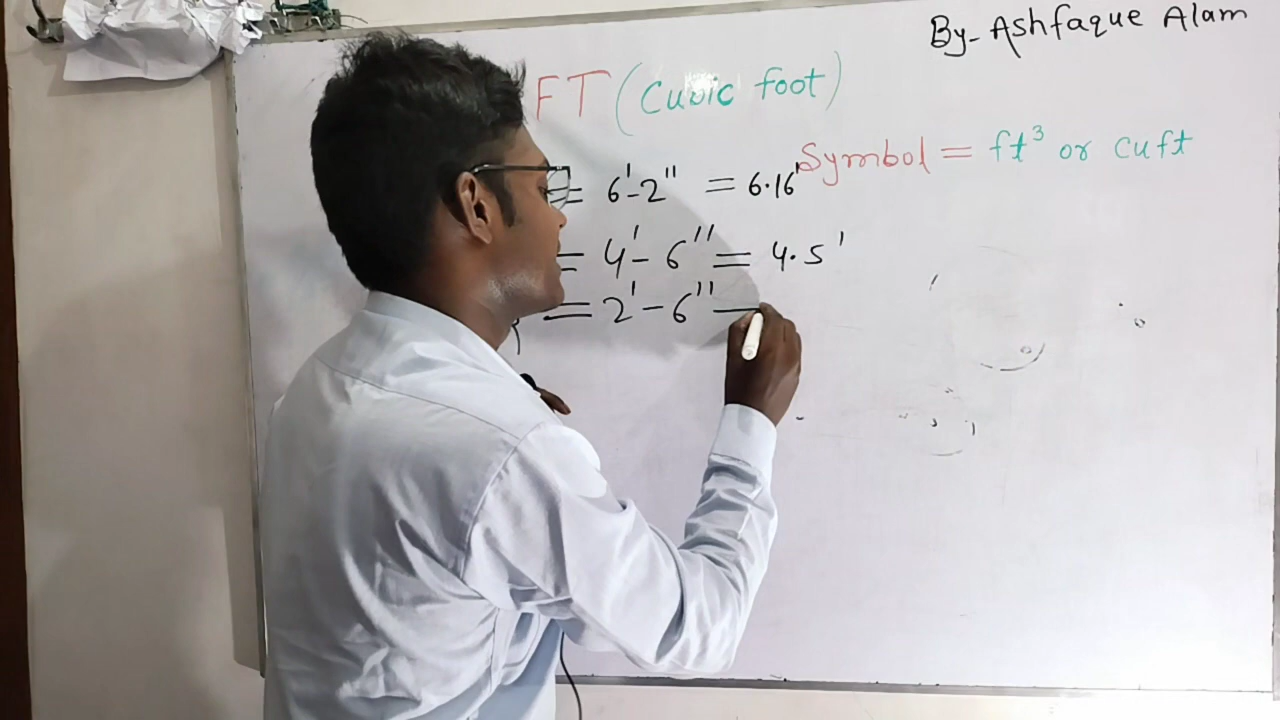 By- Ashfaque Alam
FT (Cubic foot)
Symbol = ft³ or cuft
= 6'-2" = 6.16'
= 4'-6" = 4.5'
= 2'-6"